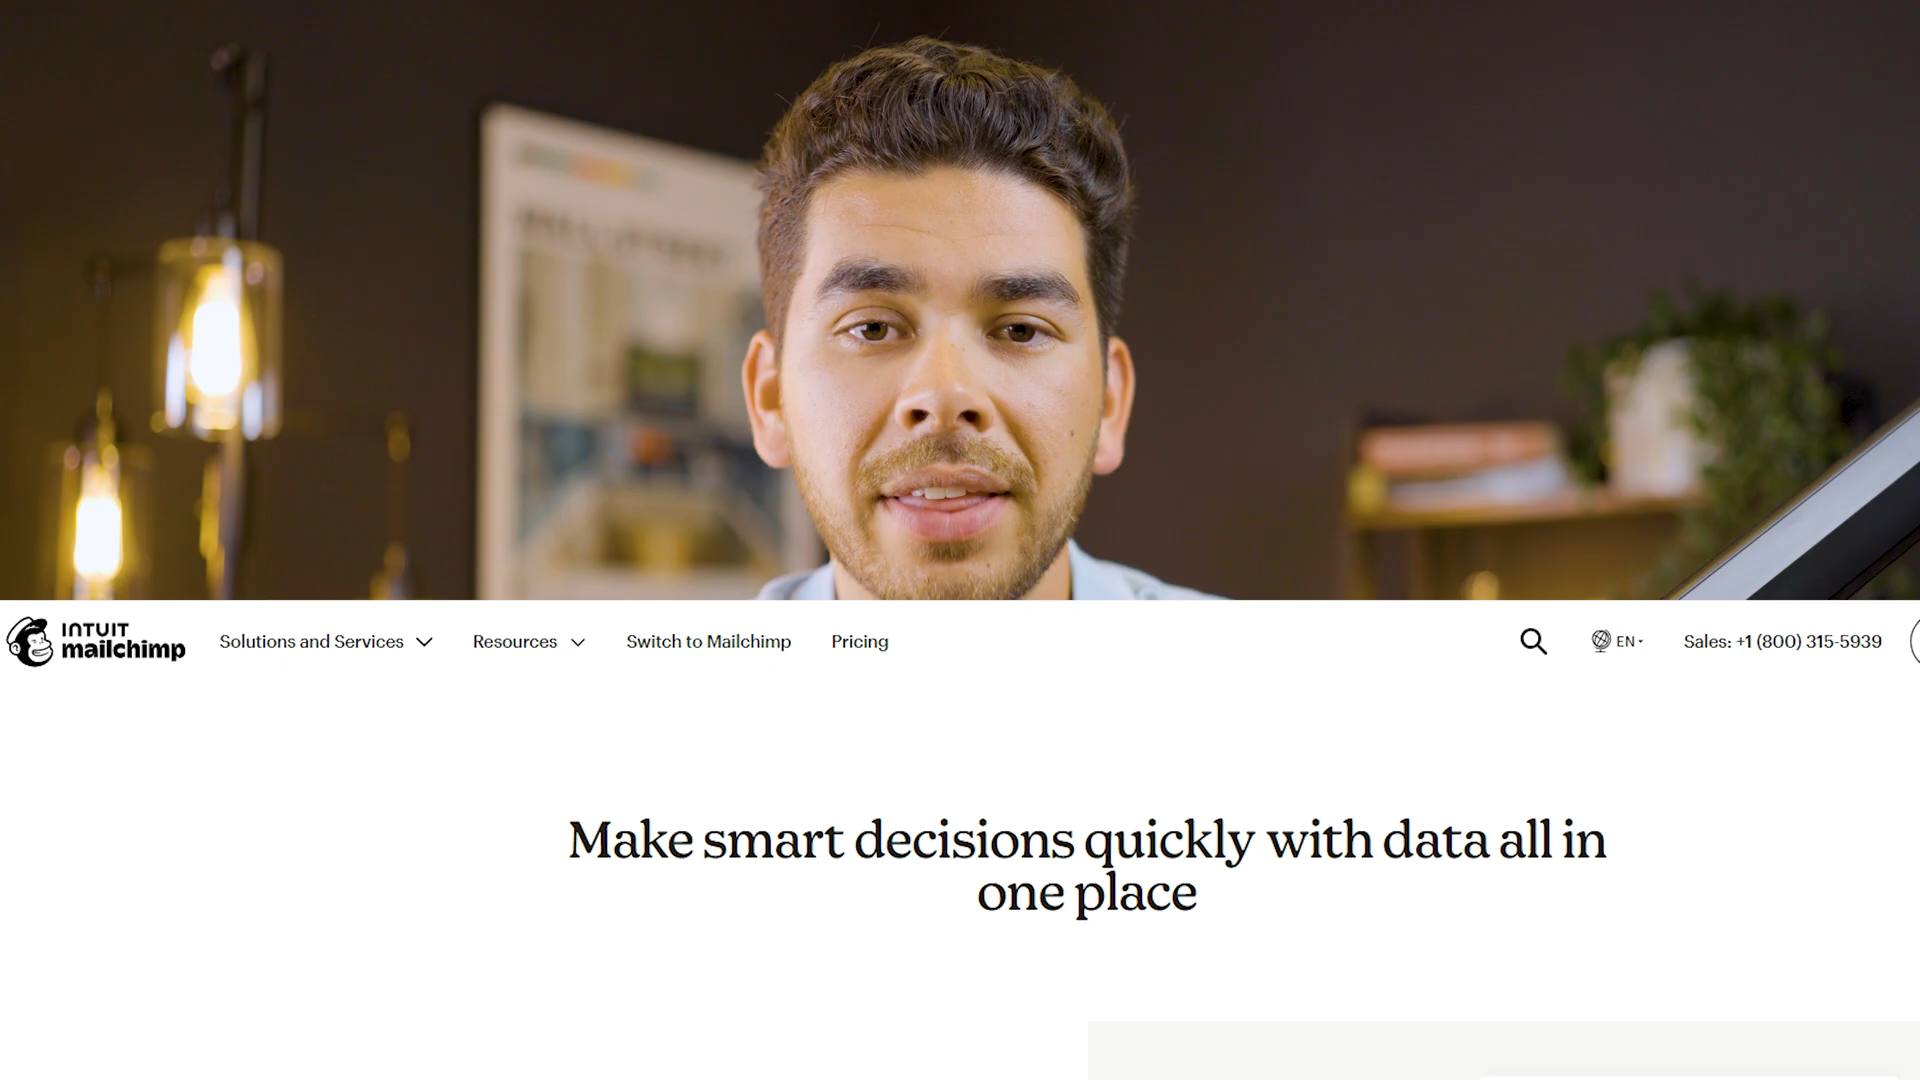 INTUIT
mailchimp
Solutions and Services
Resources
Switch to Mailchimp
Pricing
EN
Sales: +1 (800) 315-5939
Make smart decisions quickly with data all in
one place